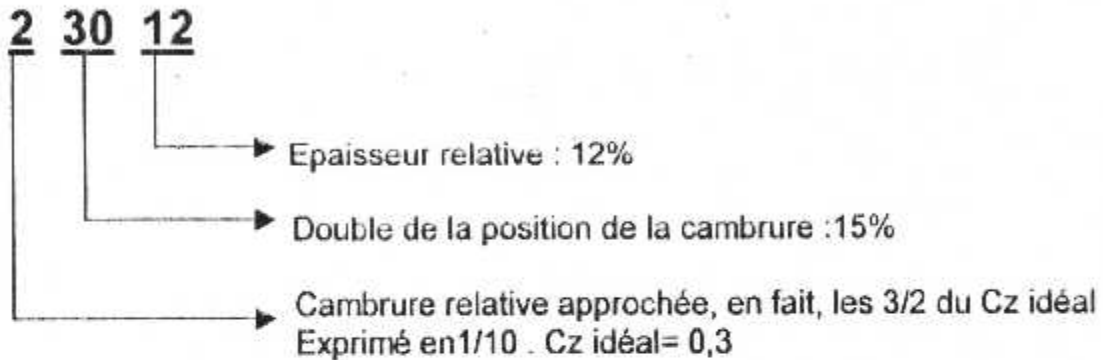 2 30 12
Epaisseur relative : 12%
Double de la position de la cambrure :15%
Cambrure relative approchée, en fait, les 3/2 du Cz idéal
Exprimé en1/10 . Cz idéal= 0,3